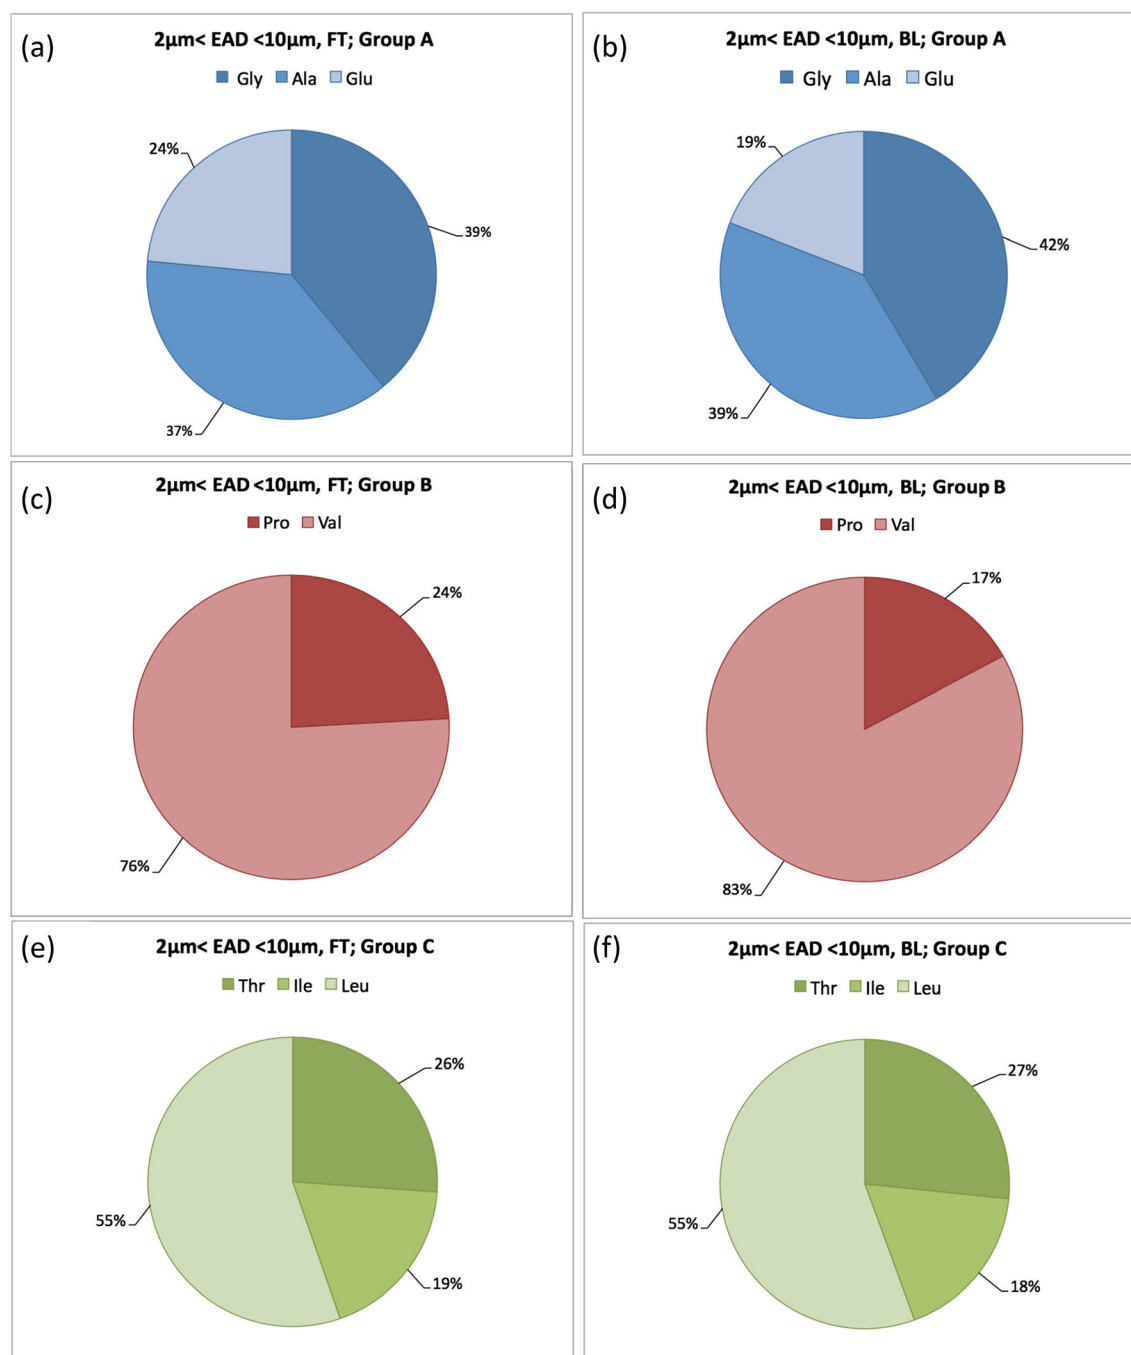 (a)
2µm< EAD <10µm, FT; Group A
Gly Ala Glu
24%
39%
37%
(b)
2µm< EAD <10µm, BL; Group A
Gly Ala Glu
19%
42%
39%
(c)
2µm< EAD <10µm, FT; Group B
Pro Val
24%
76%
(d)
2µm< EAD <10µm, BL; Group B
Pro Val
17%
83%
(e)
2µm< EAD <10µm, FT; Group C
Thr Ile Leu
26%
55%
19%
(f)
2µm< EAD <10µm, BL; Group C
Thr Ile Leu
27%
55%
18%